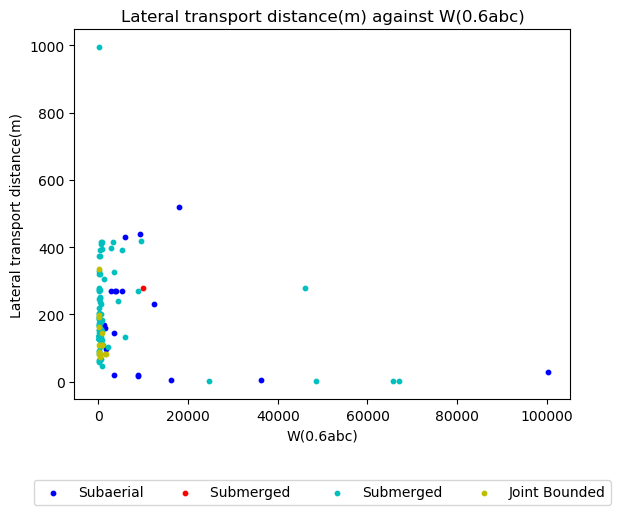 Lateral transport distance(m) against W(0.6abc)
1000
800
600
400
200
0
Lateral transport distance(m)
0 20000 40000 60000 80000 100000
W(0.6abc)
Subaerial Submerged Submerged Joint Bounded